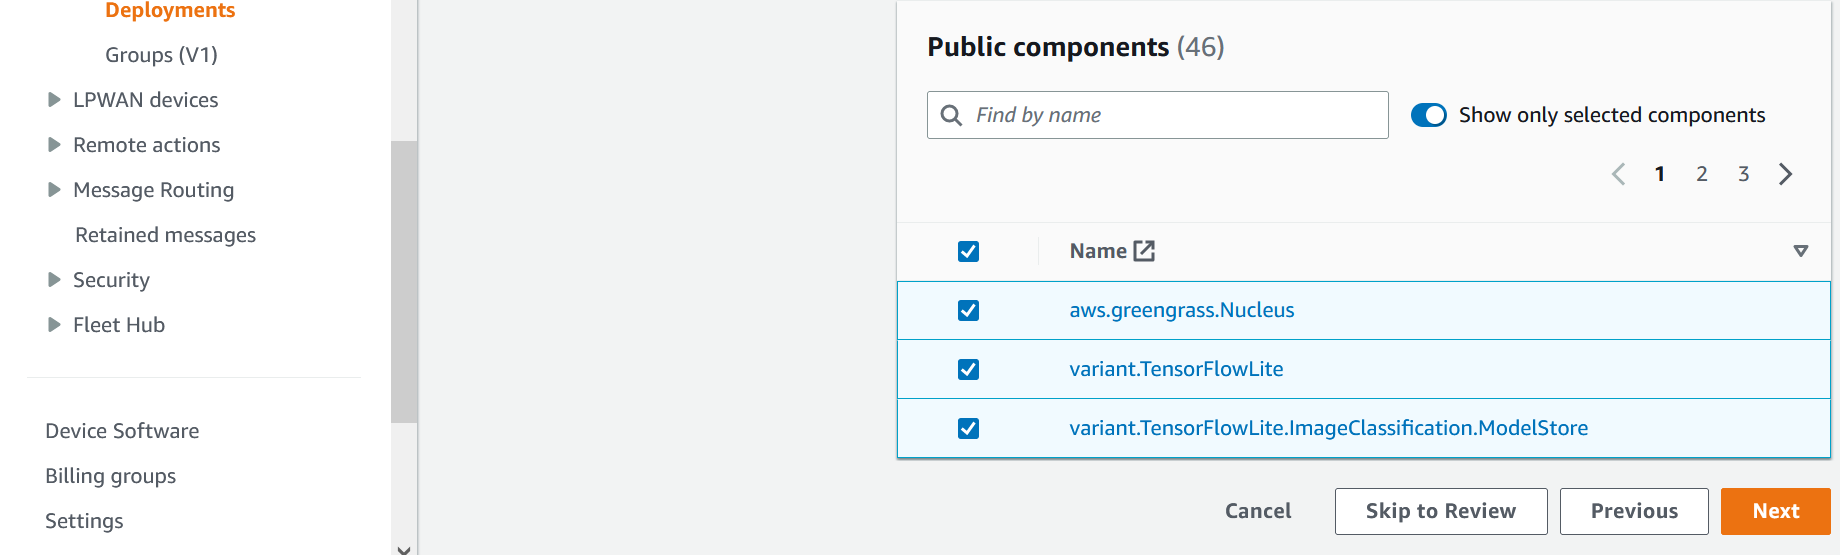 Deployments
Groups (V1)
LPWAN devices
Remote actions
Message Routing
Retained messages
Security
Fleet Hub
Device Software
Billing groups
Settings
Public components (46)
Find by name
Show only selected components
1 2 3
Name
aws.greengrass.Nucleus
variant.TensorFlowLite
variant.TensorFlowLite.ImageClassification.ModelStore
Cancel Skip to Review Previous Next